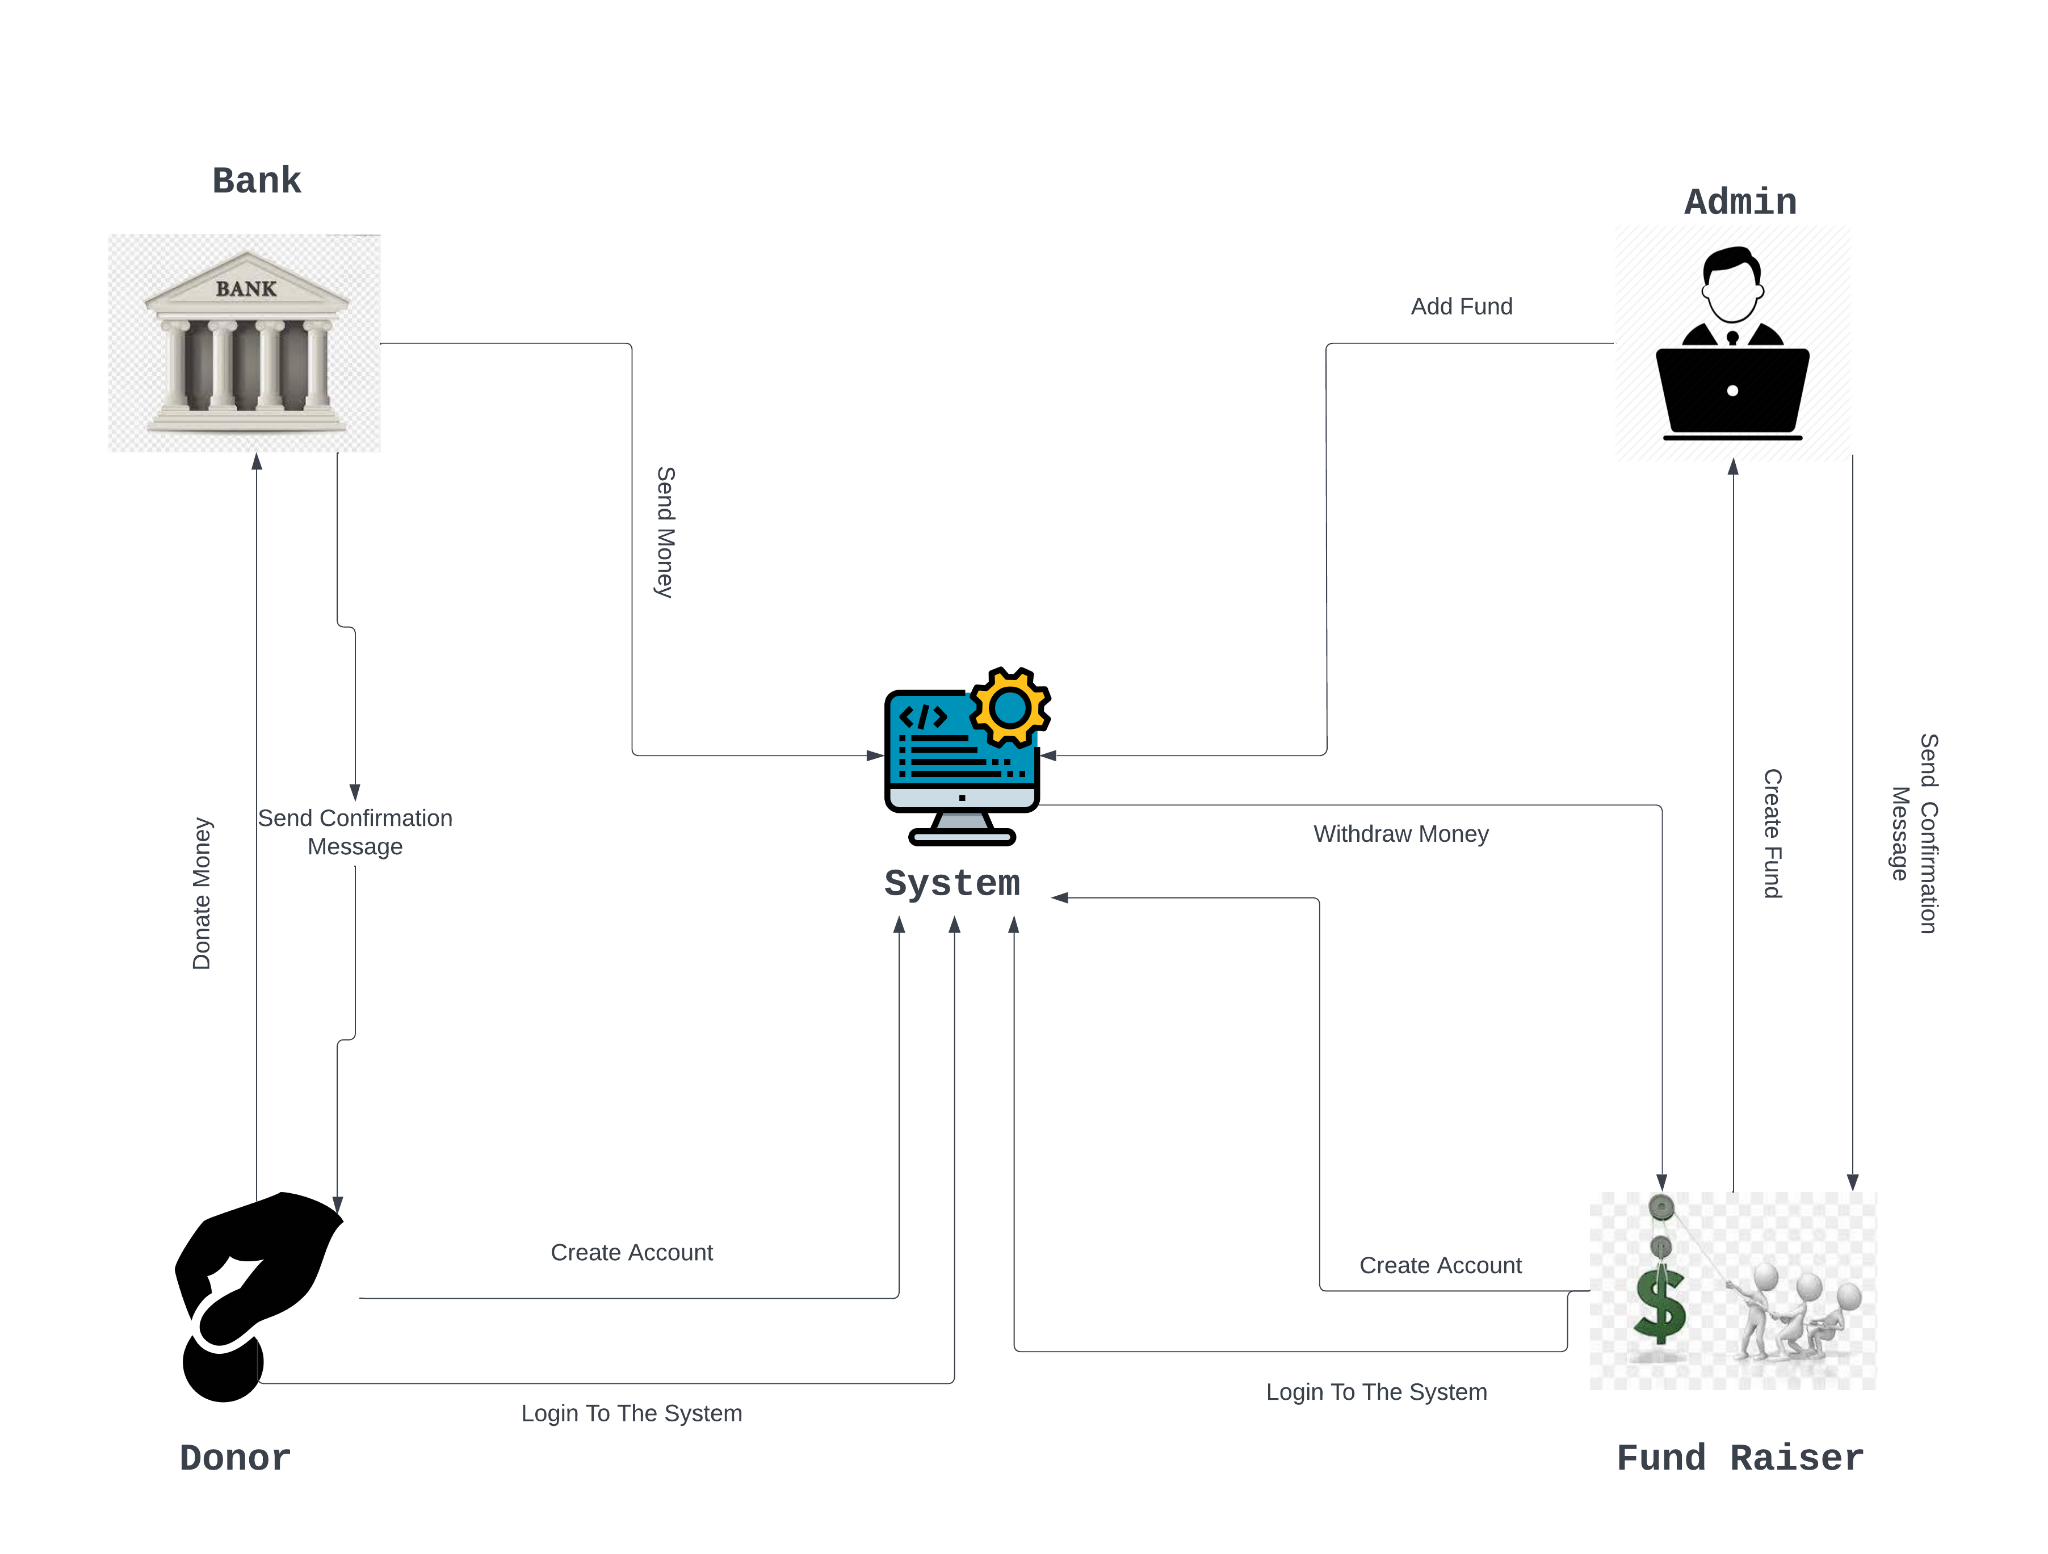 Bank
Admin
BANK
Add Fund
Send Money
Withdraw Money
Create Fund
Send Confirmation
Message
Send Confirmation
Message
Donate Money
System
Create Account
Create Account
Login To The System
Login To The System
Donor
Fund Raiser